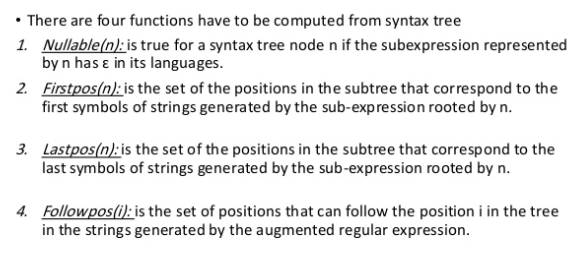 • There are four functions have to be computed from syntax tree
1. Nullable(n): is true for a syntax tree node n if the subexpression represented
by n has ε in its languages.
2. Firstpos(n): is the set of the positions in the subtree that correspond to the
first symbols of strings generated by the sub-expression rooted by n.
3. Lastpos(n): is the set of the positions in the subtree that correspond to the
last symbols of strings generated by the sub-expression rooted by n.
4. Followpos(i): is the set of positions that can follow the position i in the tree
in the strings generated by the augmented regular expression.